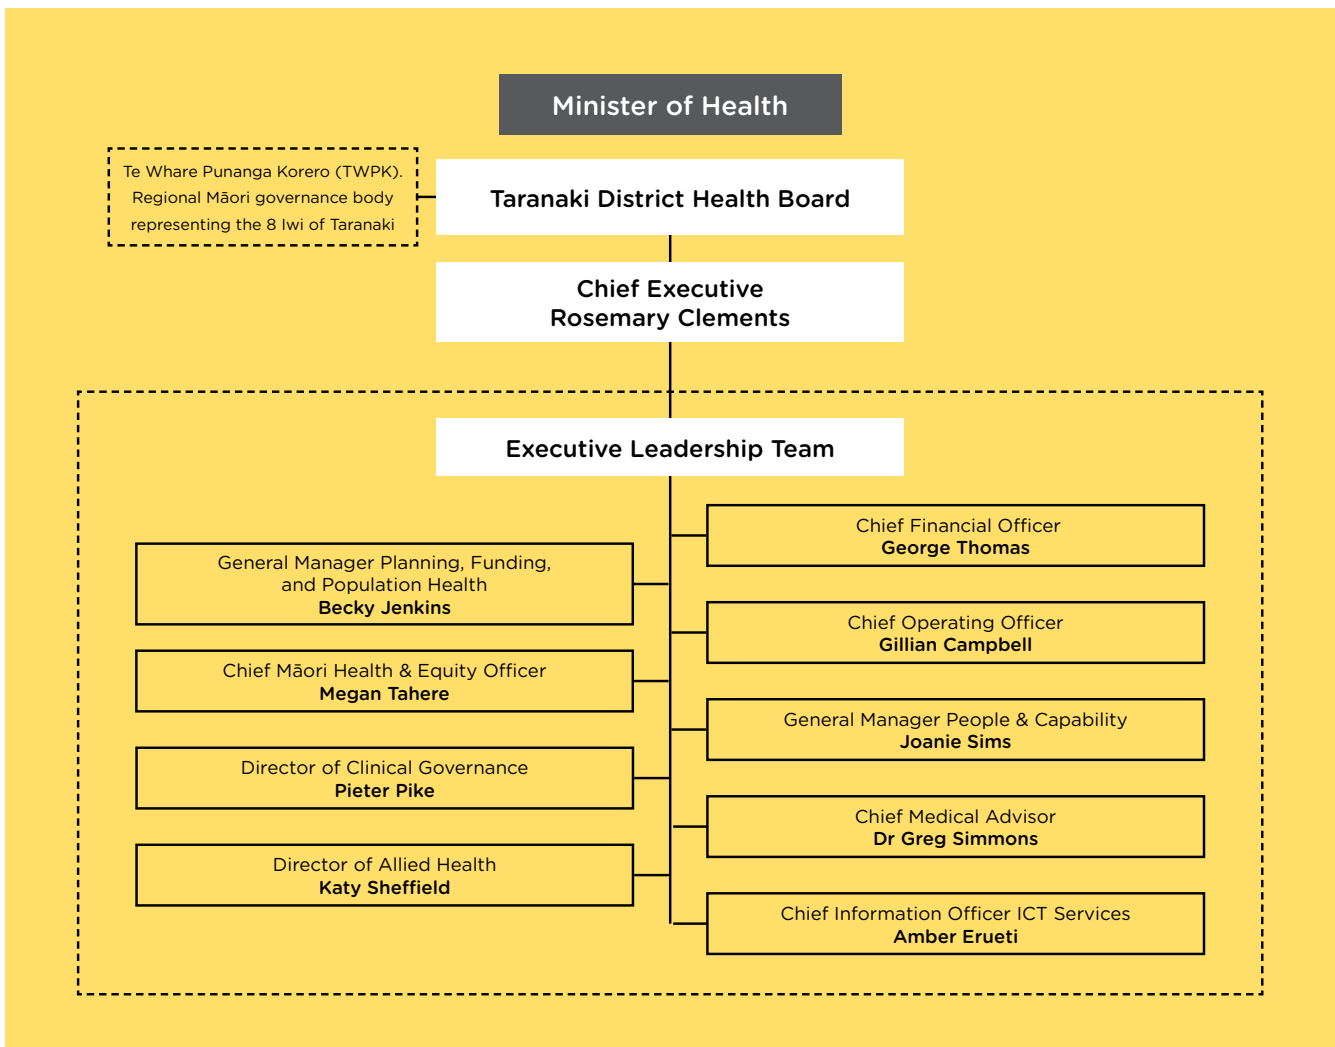 Minister of Health
Te Whare Punanga Korero (TWPK).
Regional Māori governance body
representing the 8 Iwi of Taranaki
Taranaki District Health Board
Chief Executive
Rosemary Clements
Executive Leadership Team
General Manager Planning, Funding,
and Population Health
Becky Jenkins
Chief Māori Health & Equity Officer
Megan Tahere
Director of Clinical Governance
Pieter Pike
Director of Allied Health
Katy Sheffield
Chief Financial Officer
George Thomas
Chief Operating Officer
Gillian Campbell
General Manager People & Capability
Joanie Sims
Chief Medical Advisor
Dr Greg Simmons
Chief Information Officer ICT Services
Amber Erueti